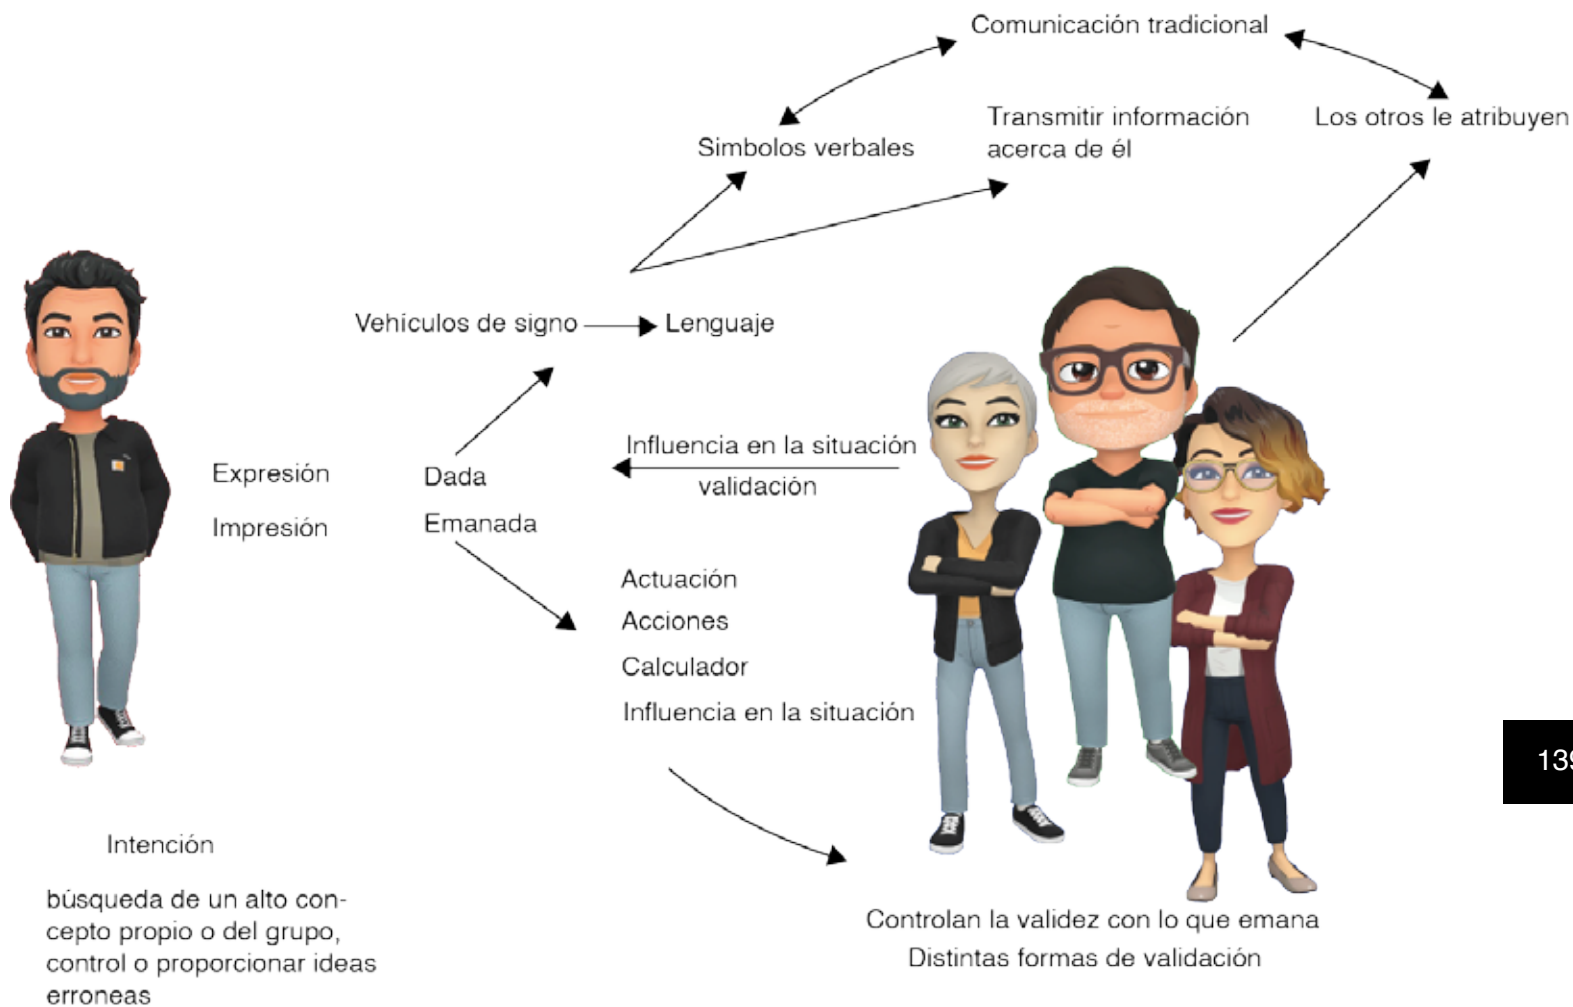 Comunicación tradicional
Simbolos verbales
Transmitir información
acerca de él
Los otros le atribuyen
Vehículos de signo
Lenguaje
Influencia en la situación
validación
Expresión
Dada
Impresión
Emanada
Actuación
Acciones
Calculador
Influencia en la situación
139
Intención
búsqueda de un alto con-
cepto propio o del grupo,
control o proporcionar ideas
erroneas
Controlan la validez con lo que emana
Distintas formas de validación